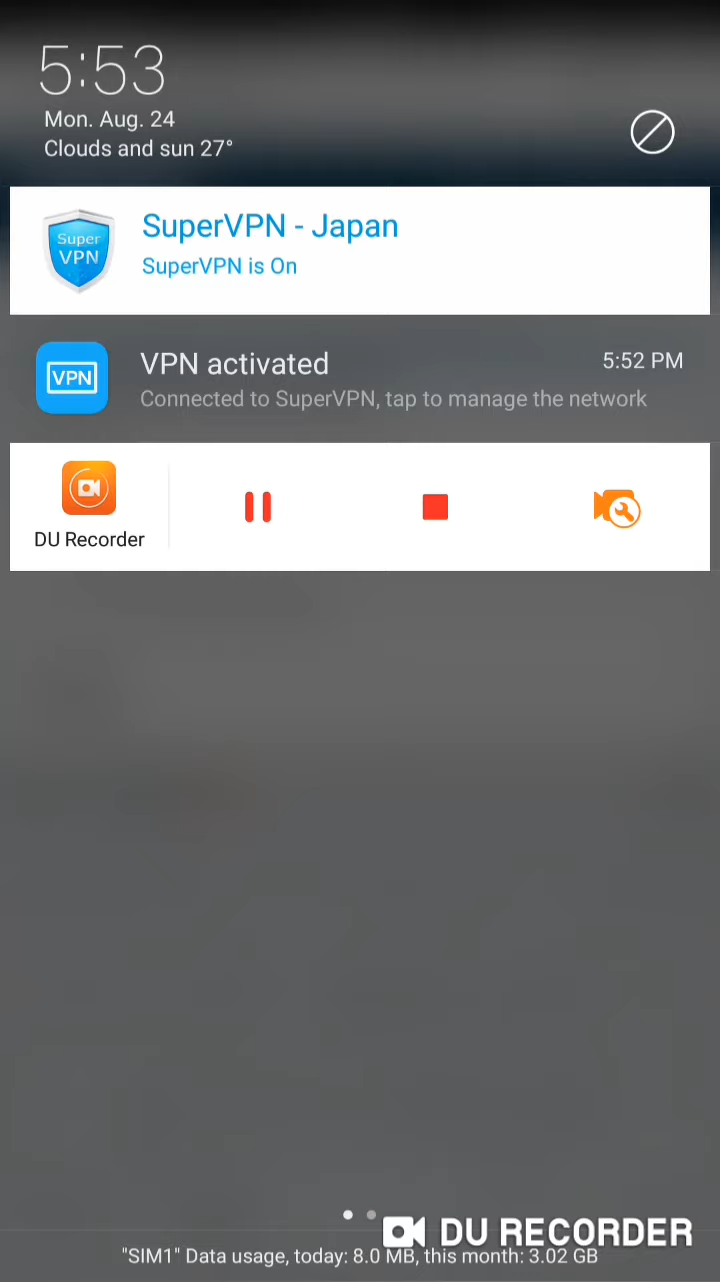 5:53
Mon. Aug. 24
Clouds and sun 27°
Super
VPN
SuperVPN - Japan
SuperVPN is On
VPN
VPN activated
5:52 PM
Connected to SuperVPN, tap to manage the network
DU Recorder
DU RECORDER
"SIM1" Data usage, today: 8.0 MB, this month: 3.02 GB